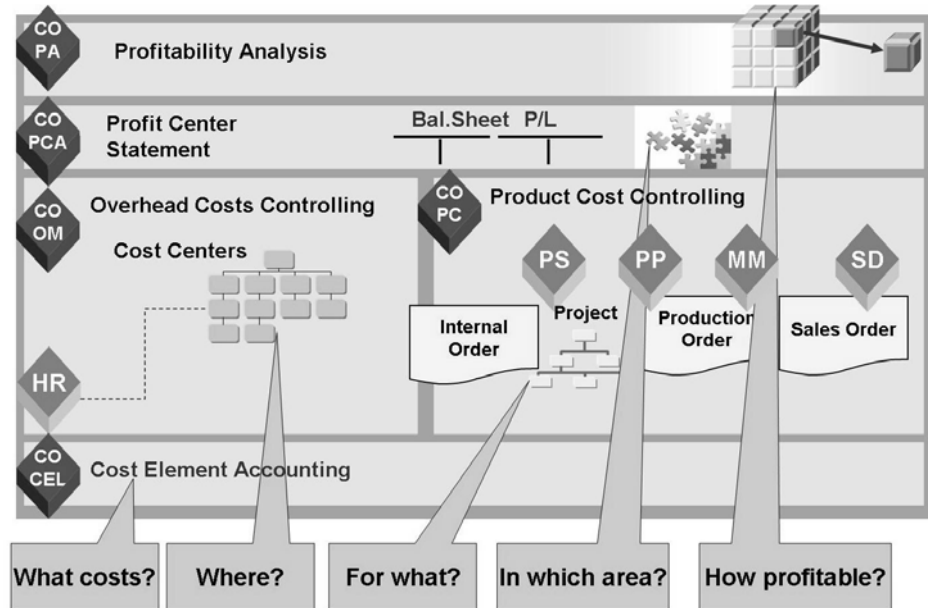 CO
PA
Profitability Analysis
CO
PCA
Profit Center
Statement
Bal.Sheet P/L
CO
OM
Overhead Costs Controlling
Cost Centers
HR
CO
PC
Product Cost Controlling
PS
PP
MM
SD
Internal
Order
Project
Production
Order
Sales Order
CO
CEL
Cost Element Accounting
What costs?
Where?
For what?
In which area?
How profitable?